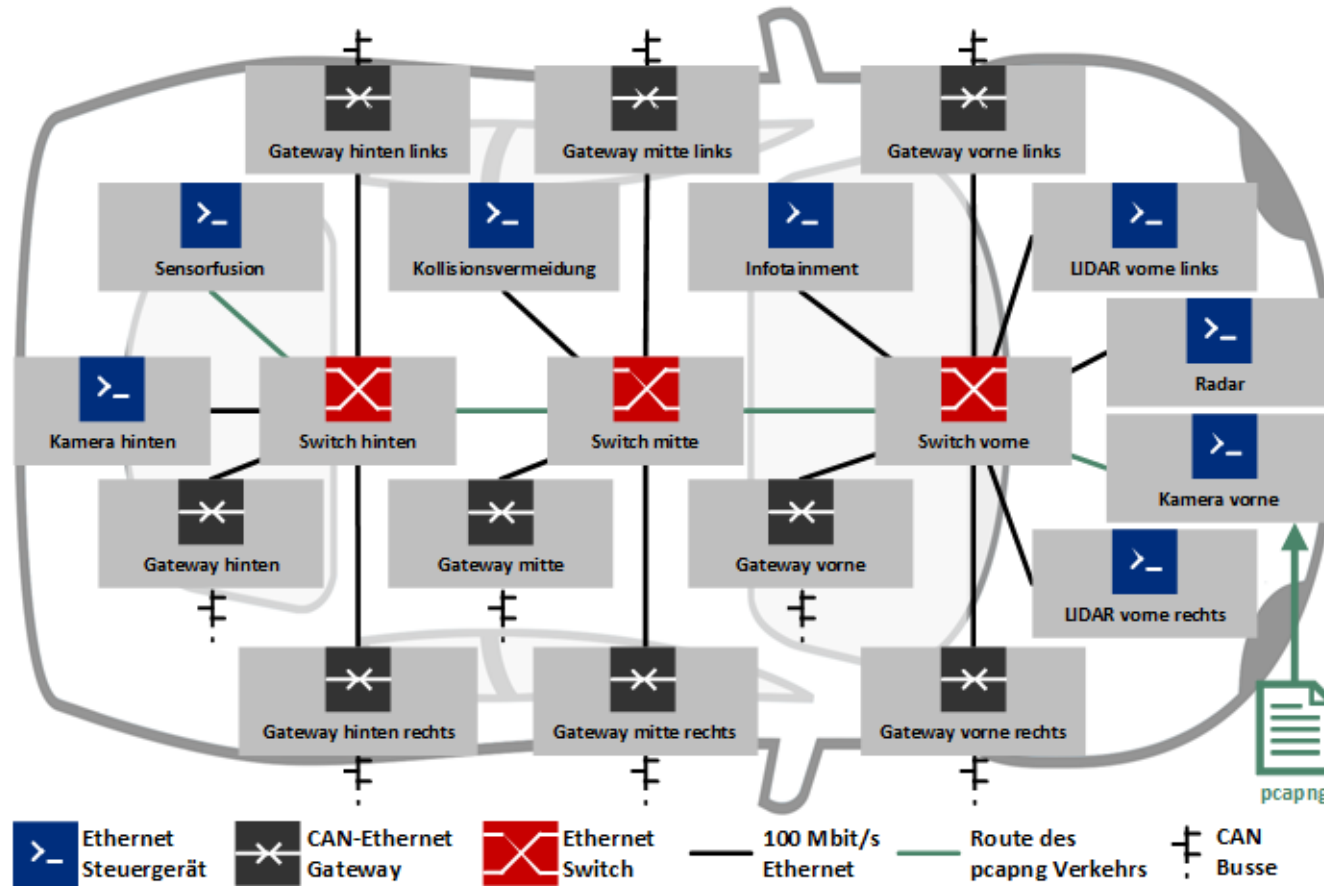 Gateway hinten links
Gateway mitte links
Gateway vorne links
Sensorfusion
Kollisionsvermeidung
Infotainment
LIDAR vorne links
Radar
Kamera hinten
Switch hinten
Switch mitte
Switch vorne
Kamera vorne
Gateway hinten
Gateway mitte
Gateway vorne
LIDAR vorne rechts
Gateway hinten rechts
Gateway mitte rechts
Gateway vorne rechts
pcapng
Ethernet
Steuergerät
CAN-Ethernet
Gateway
Ethernet
Switch
100 Mbit/s
Ethernet
Route des
pcapng Verkehrs
CAN
Busse